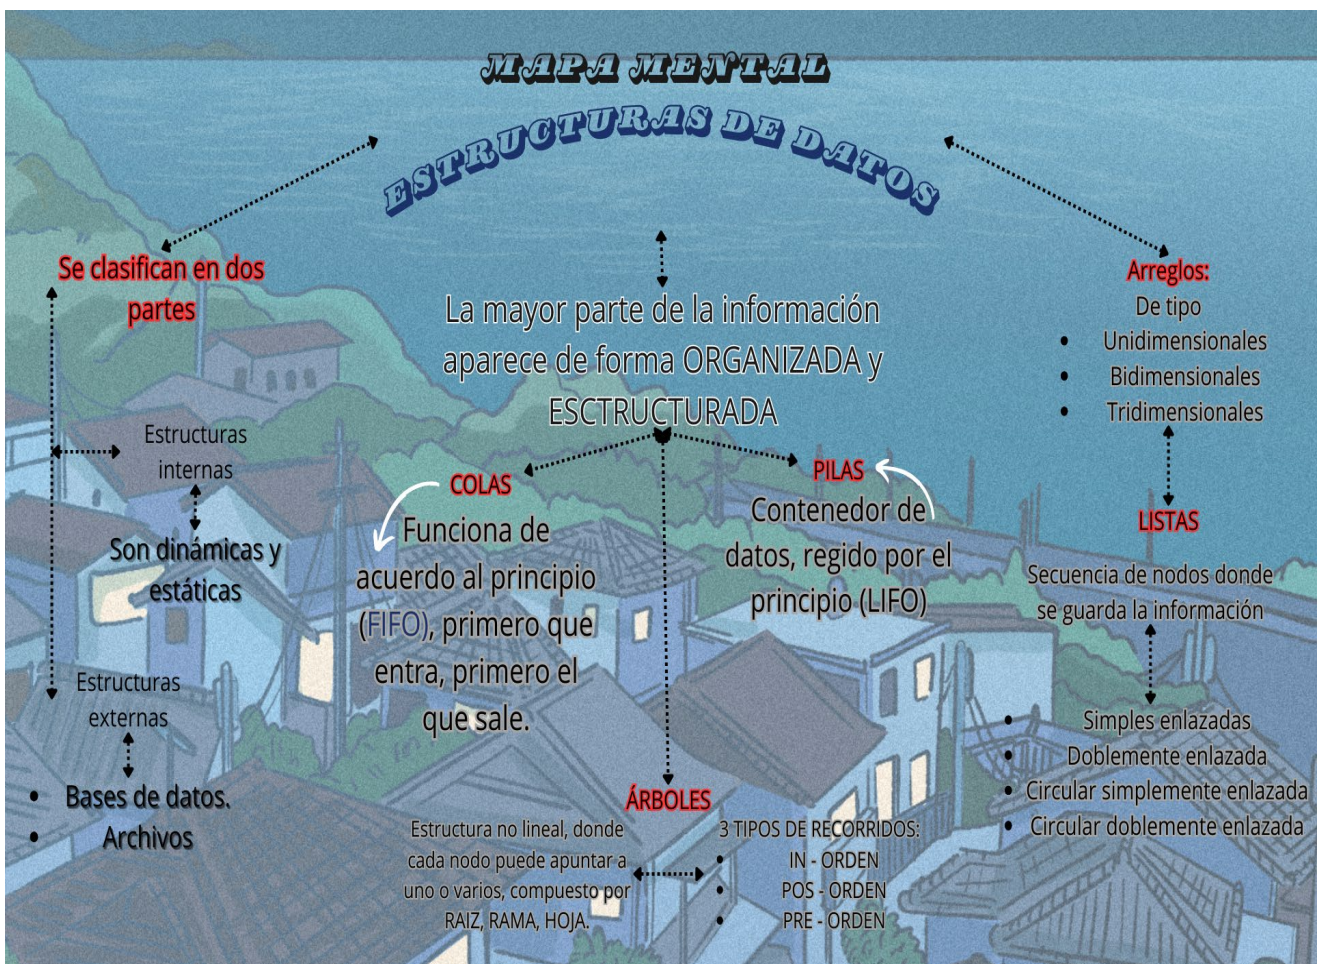 MAPA MENTAL
ESTRUCTURAS DE DATOS
Se clasifican en dos
partes
Estructuras
internas
Son dinámicas y
estáticas
Estructuras
externas
• Bases de datos.
• Archivos
La mayor parte de la información
aparece de forma ORGANIZADA y
ESCTRUCTURADA
COLAS
Funciona de
acuerdo al principio
(FIFO), primero que
entra, primero el
que sale.
PILAS
Contenedor de
datos, regido por el
principio (LIFO)
ÁRBOLES
Estructura no lineal, donde
cada nodo puede apuntar a
uno o varios, compuesto por
RAIZ, RAMA, HOJA.
3 TIPOS DE RECORRIDOS:
• IN - ORDEN
• POS - ORDEN
• PRE - ORDEN
Arreglos:
De tipo
• Unidimensionales
• Bidimensionales
• Tridimensionales
LISTAS
Secuencia de nodos donde
se guarda la información
• Simples enlazadas
• Doblemente enlazada
• Circular simplemente enlazada
• Circular doblemente enlazada